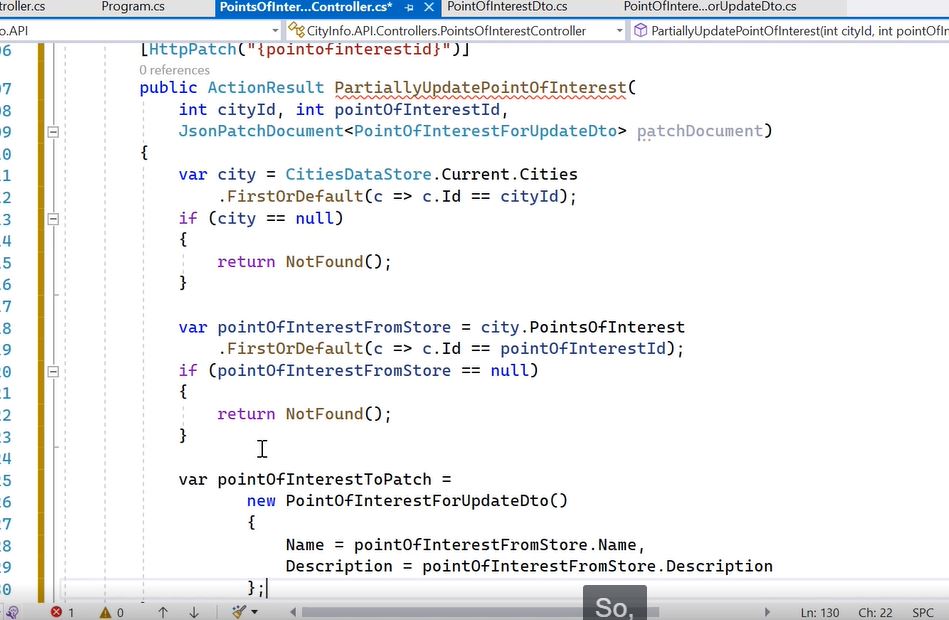 troller.cs Program.cs PointsOfInter...Controller.cs* PointOfInterestDto.cs PointOfIntere...orUpdateDto.cs
o.API CityInfo.API.Controllers.PointsOfInterestController PartiallyUpdatePointOfInterest(int cityId, int pointOfIn
06 [HttpPatch("{pointofinterestid}")]
0 references
07 public ActionResult PartiallyUpdatePointOfInterest(
08 int cityId, int pointOfInterestId,
09 JsonPatchDocument<PointOfInterestForUpdateDto> patchDocument)
10 {
11 var city = CitiesDataStore.Current.Cities
12 .FirstOrDefault(c => c.Id == cityId);
13 if (city == null)
14 {
15 return NotFound();
16 }
17
18 var pointOfInterestFromStore = city.PointsOfInterest
19 .FirstOrDefault(c => c.Id == pointOfInterestId);
20 if (pointOfInterestFromStore == null)
21 {
22 return NotFound();
23 }
24
25 var pointOfInterestToPatch =
26 new PointOfInterestForUpdateDto()
27 {
28 Name = pointOfInterestFromStore.Name,
29 Description = pointOfInterestFromStore.Description
30 };
1 0 Ln: 130 Ch: 22 SPC
So,